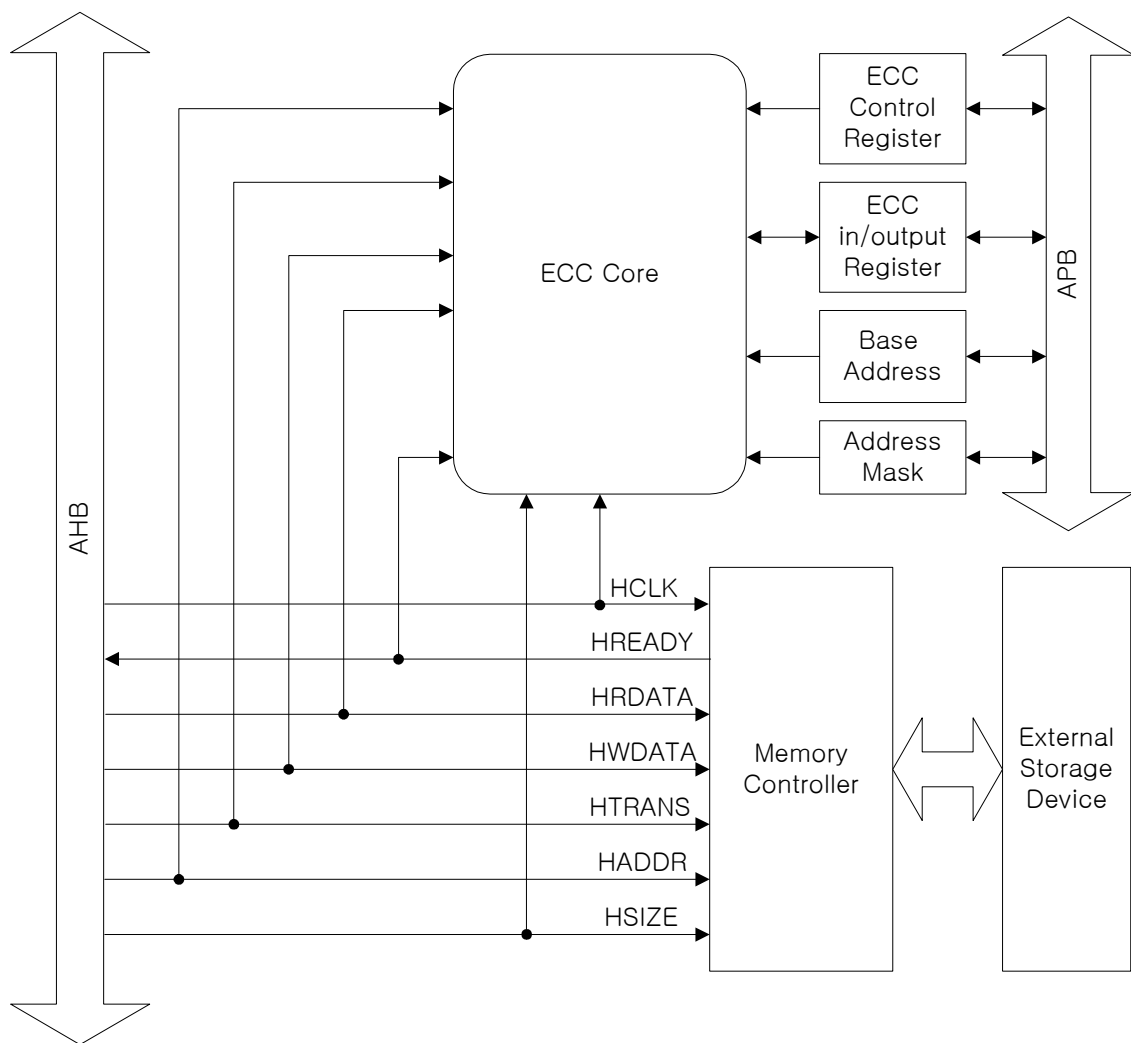 ECC
Control
Register
ECC
in/output
Register
ECC Core
Base
Address
Address
Mask
AHB
APB
HCLK
HREADY
HRDATA
HWDATA
HTRANS
HADDR
HSIZE
Memory
Controller
External
Storage
Device